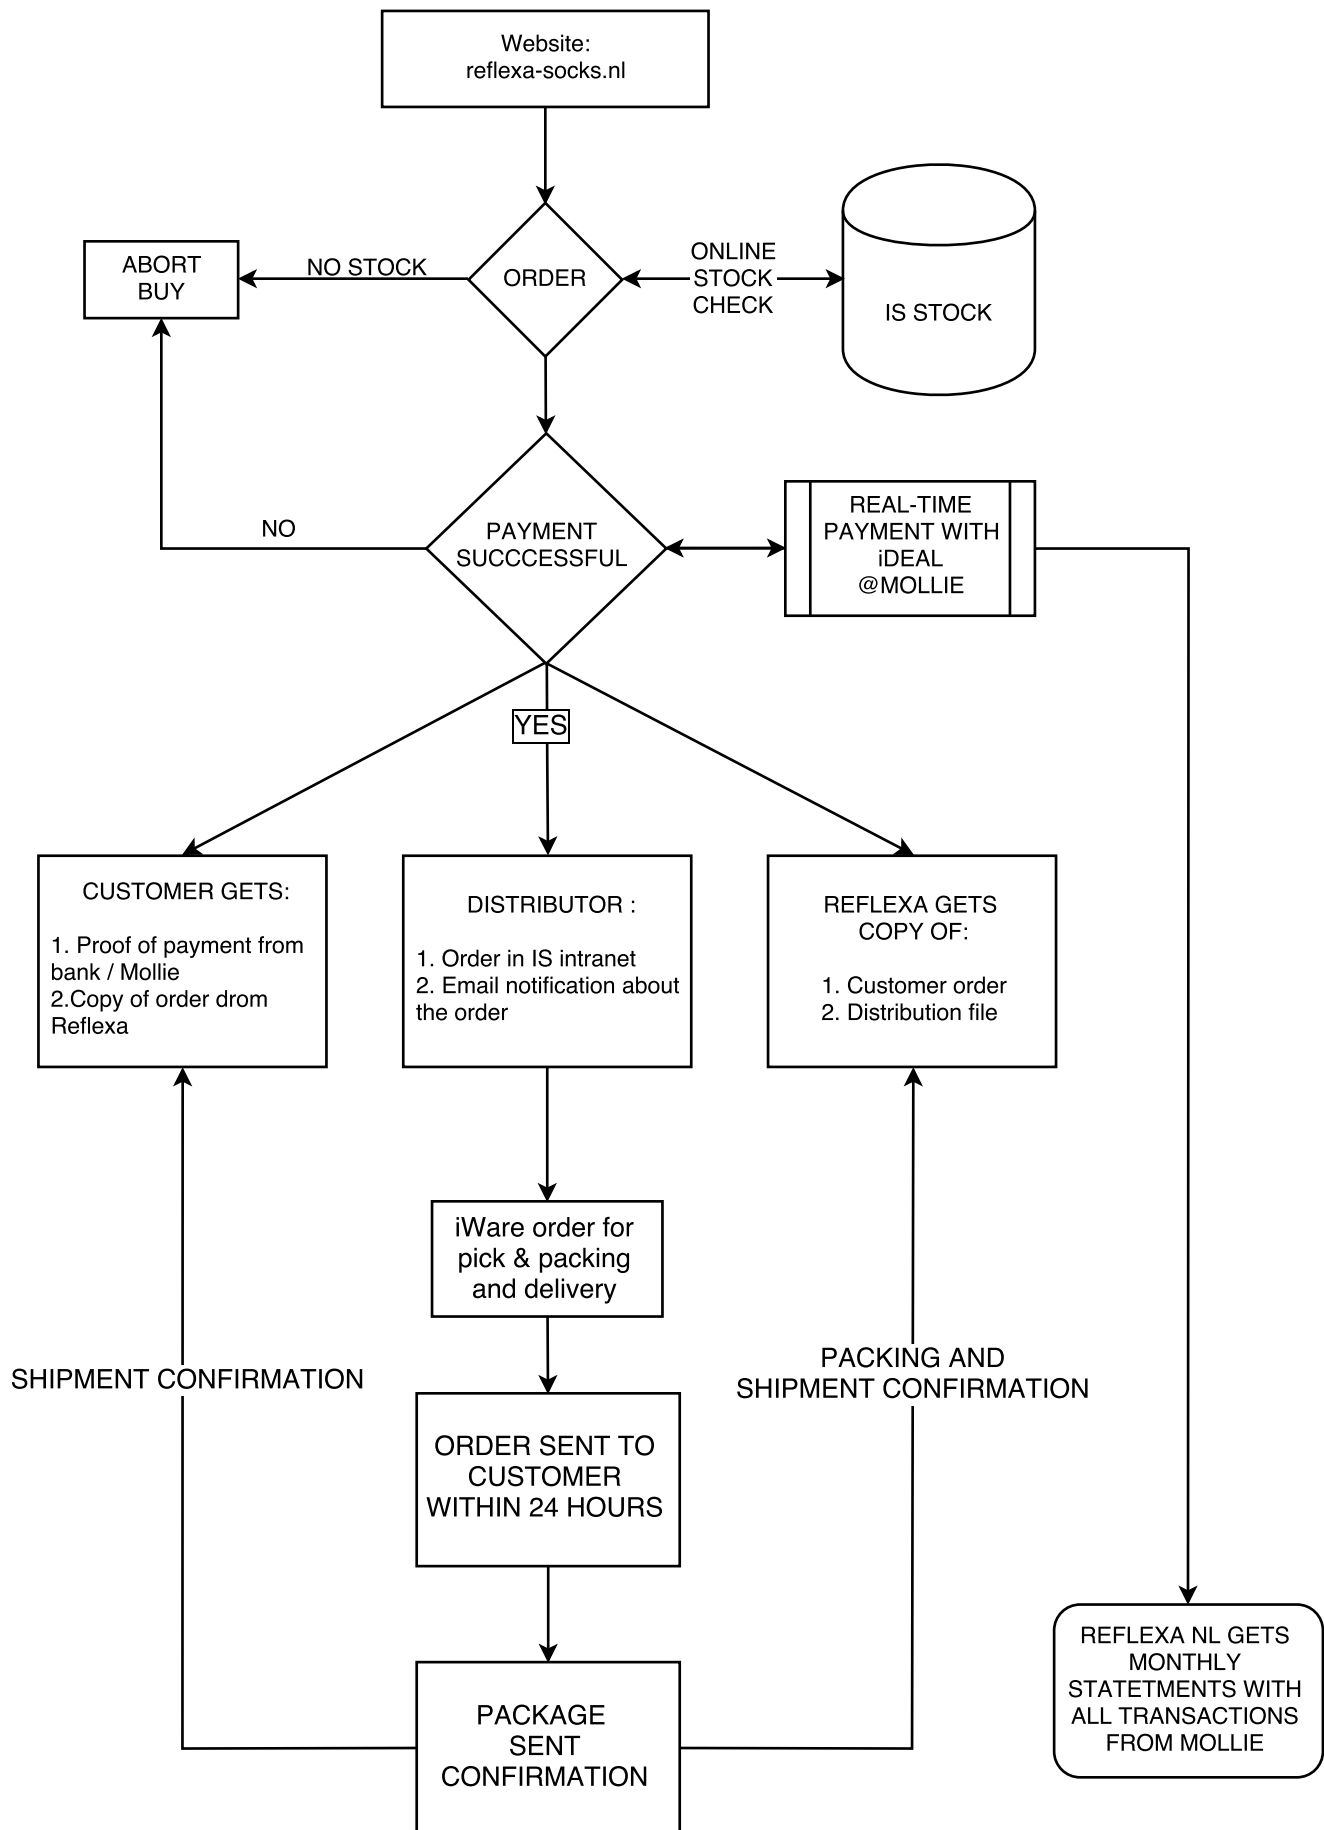 Website:
reflexa-socks.nl
ABORT
BUY
NO STOCK
ORDER
ONLINE
STOCK
CHECK
IS STOCK
NO
PAYMENT
SUCCCESSFUL
REAL-TIME
PAYMENT WITH
iDEAL
@MOLLIE
YES
CUSTOMER GETS:
1. Proof of payment from
bank / Mollie
2.Copy of order drom
Reflexa
DISTRIBUTOR :
1. Order in IS intranet
2. Email notification about
the order
REFLEXA GETS
COPY OF:
1. Customer order
2. Distribution file
iWare order for
pick & packing
and delivery
SHIPMENT CONFIRMATION
PACKING AND
SHIPMENT CONFIRMATION
ORDER SENT TO
CUSTOMER
WITHIN 24 HOURS
PACKAGE
SENT
CONFIRMATION
REFLEXA NL GETS
MONTHLY
STATETMENTS WITH
ALL TRANSACTIONS
FROM MOLLIE